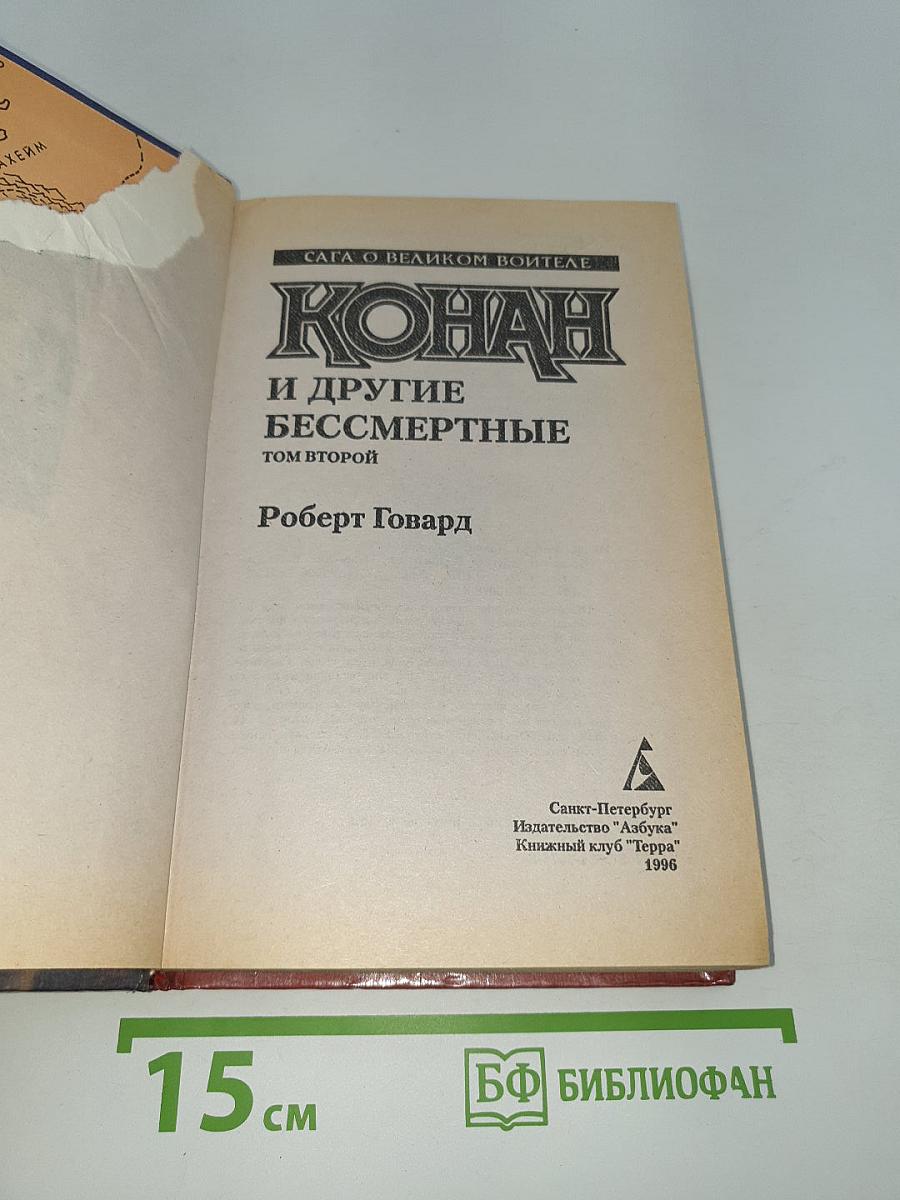 САГА О ВЕЛИКОМ ВОИТЕЛЕ
КОНАН
И ДРУГИЕ
БЕССМЕРТНЫЕ
ТОМ ВТОРОЙ
Роберт Говард
Санкт-Петербург
Издательство "Азбука"
Книжный клуб "Терра"
1996
15 см
БФ БИБЛИОФАН